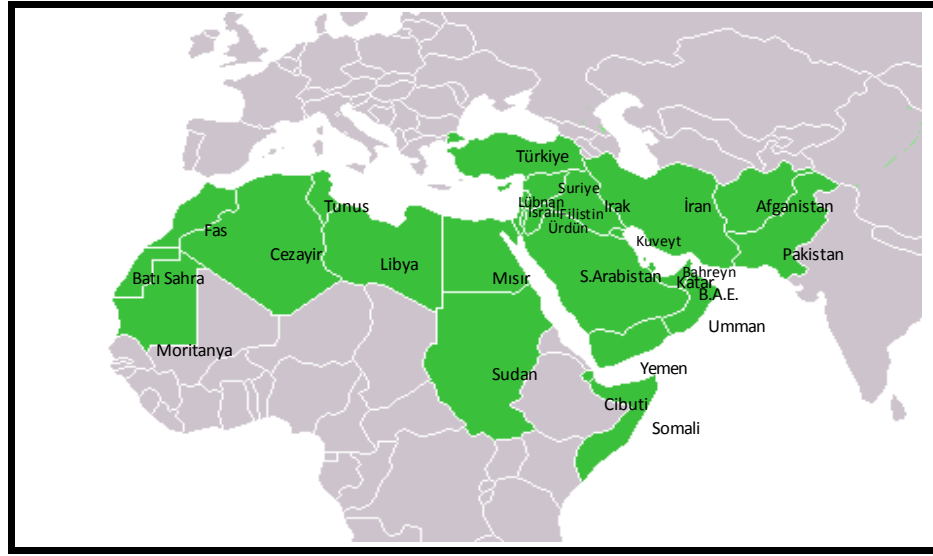 Türkiye
Suriye
Lübnan
Tunus
İsrail
Filistin
Irak
İran
Afganistan
Fas
Ürdün
Kuveyt
Cezayir
Libya
Pakistan
Batı Sahra
Mısır
S.Arabistan
Bahreyn
Katar
B.A.E.
Umman
Moritanya
Sudan
Yemen
Cibuti
Somali